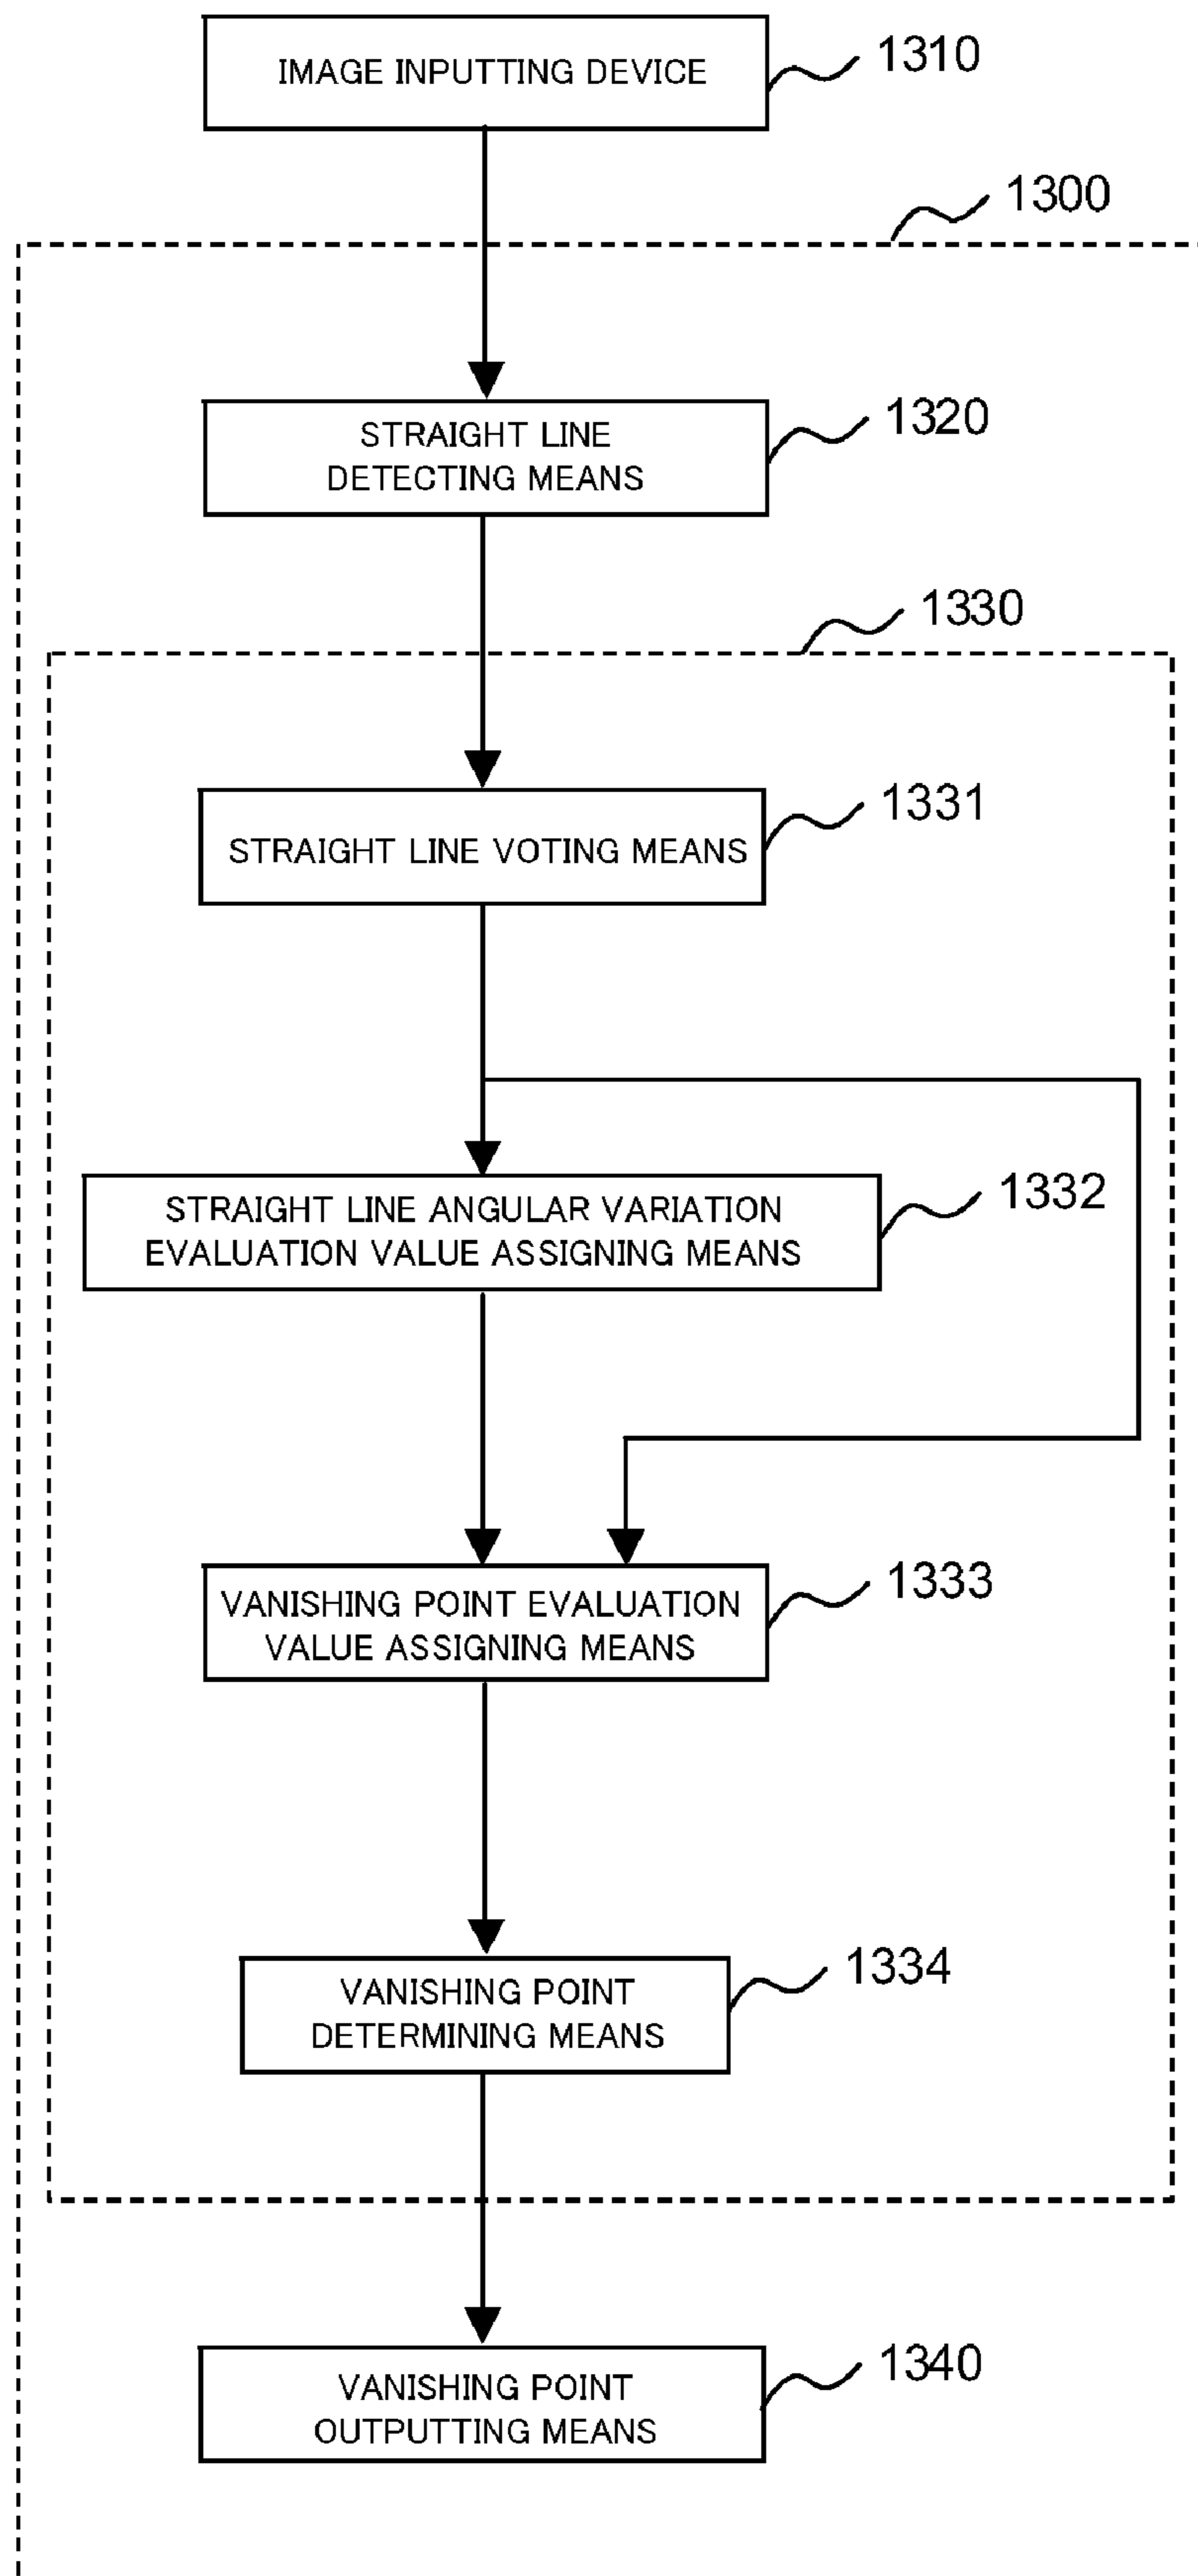 IMAGE INPUTTING DEVICE
1310
1300
STRAIGHT LINE
DETECTING MEANS
1320
1330
STRAIGHT LINE VOTING MEANS
1331
STRAIGHT LINE ANGULAR VARIATION
EVALUATION VALUE ASSIGNING MEANS
1332
VANISHING POINT EVALUATION
VALUE ASSIGNING MEANS
1333
VANISHING POINT
DETERMINING MEANS
1334
VANISHING POINT
OUTPUTTING MEANS
1340